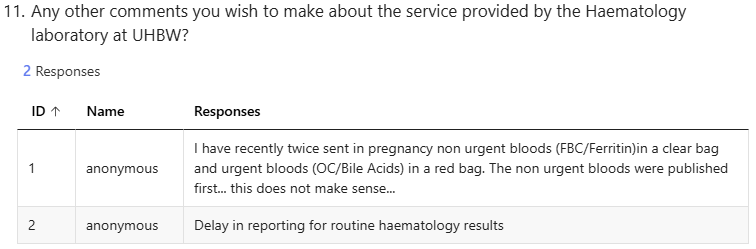 11. Any other comments you wish to make about the service provided by the Haematology
laboratory at UHBW?
2 Responses
ID ↑ Name Responses
1 anonymous I have recently twice sent in pregnancy non urgent bloods (FBC/Ferritin)in a clear bag
and urgent bloods (OC/Bile Acids) in a red bag. The non urgent bloods were published
first... this does not make sense...
2 anonymous Delay in reporting for routine haematology results